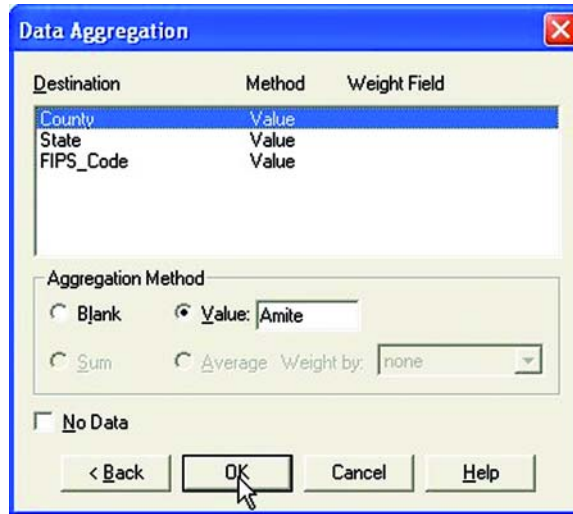 Data Aggregation
Destination Method Weight Field
County Value
State Value
FIPS_Code Value
Aggregation Method
Blank Value: Amite
Sum Average Weight by: none
No Data
< Back OK Cancel Help